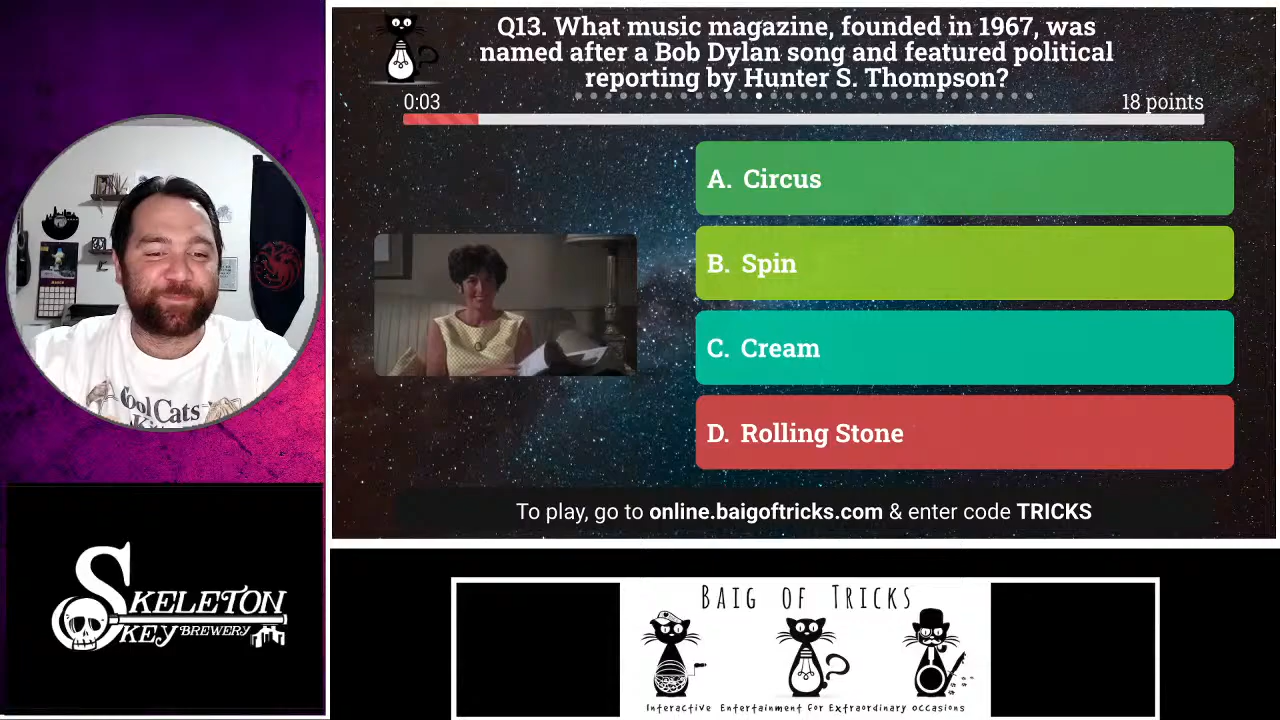 Q13. What music magazine, founded in 1967, was
named after a Bob Dylan song and featured political
reporting by Hunter S. Thompson?
0:03
18 points
A. Circus
B. Spin
C. Cream
D. Rolling Stone
To play, go to online.baigoftricks.com & enter code TRICKS
Cool Cats
SKELETON
KEY BREWERY
BAIG OF TRICKS
Interactive Entertainment for Extraordinary Occasions